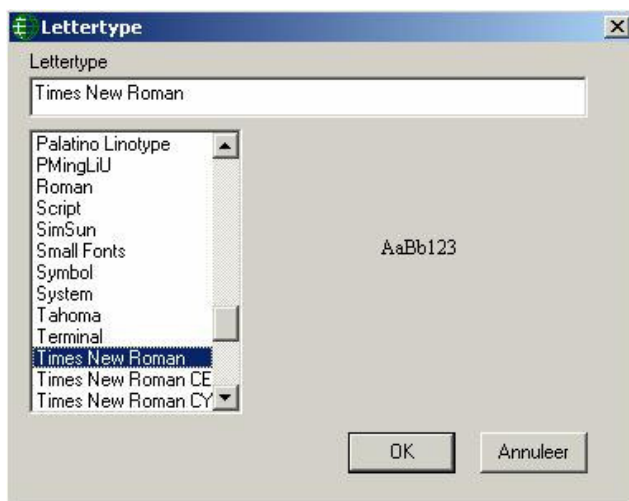 Lettertype
Lettertype
Times New Roman
Palatino Linotype
PMingLiU
Roman
Script
SimSun
Small Fonts
Symbol
System
Tahoma
Terminal
Times New Roman
Times New Roman CE
Times New Roman CY
AaBb123
OK
Annuleer